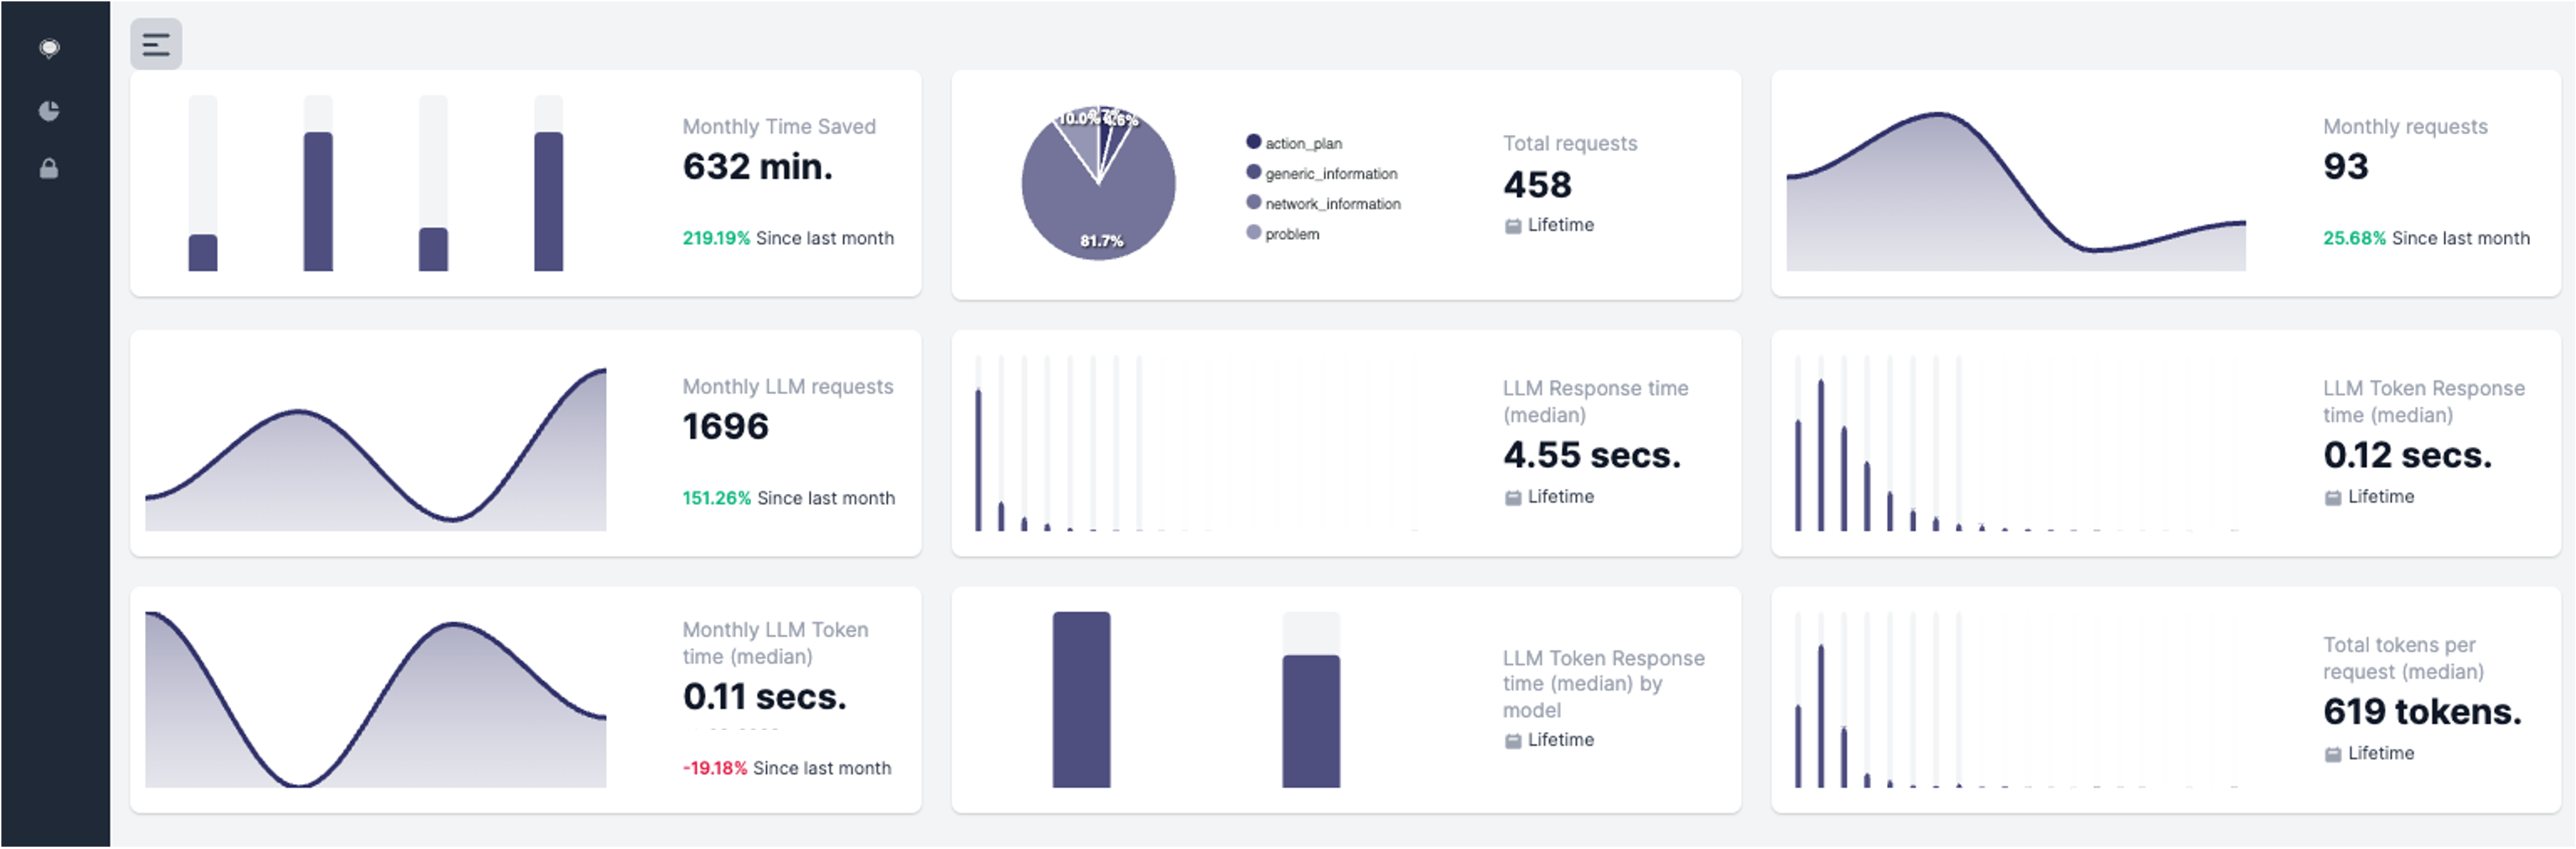 Monthly Time Saved
632 min.
219.19% Since last month
10.0%
4.6%
81.7%
action_plan
generic_information
network_information
problem
Total requests
458
Lifetime
Monthly requests
93
25.68% Since last month
Monthly LLM requests
1696
151.26% Since last month
LLM Response time
(median)
4.55 secs.
Lifetime
LLM Token Response
time (median)
0.12 secs.
Lifetime
Monthly LLM Token
time (median)
0.11 secs.
-19.18% Since last month
LLM Token Response
time (median) by
model
Lifetime
Total tokens per
request (median)
619 tokens.
Lifetime